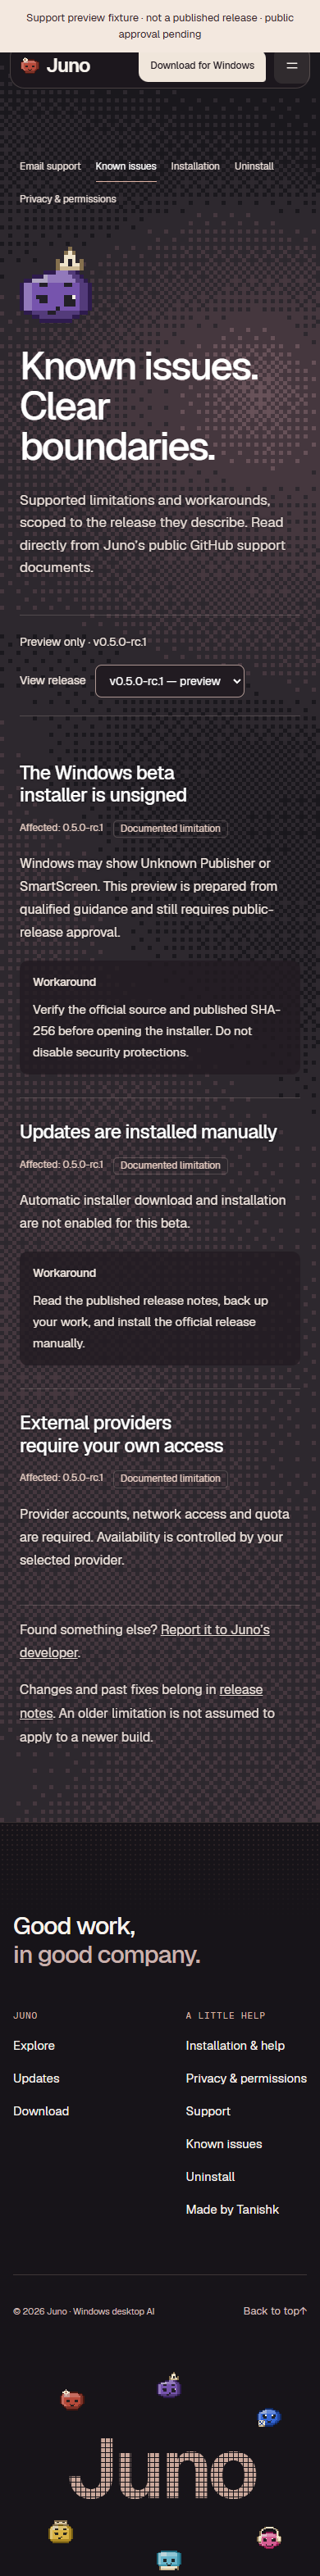 Support preview fixture · not a published release · public
approval pending
Juno
Download for Windows
Email support
Known issues
Installation
Uninstall
Privacy & permissions
Known issues.
Clear
boundaries.
Supported limitations and workarounds,
scoped to the release they describe. Read
directly from Juno’s public GitHub support
documents.
Preview only · v0.5.0-rc.1
View release
v0.5.0-rc.1 — preview
The Windows beta
installer is unsigned
Affected: 0.5.0-rc.1
Documented limitation
Windows may show Unknown Publisher or
SmartScreen. This preview is prepared from
qualified guidance and still requires public-
release approval.
Workaround
Verify the official source and published SHA-
256 before opening the installer. Do not
disable security protections.
Updates are installed manually
Affected: 0.5.0-rc.1
Documented limitation
Automatic installer download and installation
are not enabled for this beta.
Workaround
Read the published release notes, back up
your work, and install the official release
manually.
External providers
require your own access
Affected: 0.5.0-rc.1
Documented limitation
Provider accounts, network access and quota
are required. Availability is controlled by your
selected provider.
Found something else? Report it to Juno’s
developer.
Changes and past fixes belong in release
notes. An older limitation is not assumed to
apply to a newer build.
Good work,
in good company.
JUNO
Explore
Updates
Download
A LITTLE HELP
Installation & help
Privacy & permissions
Support
Known issues
Uninstall
Made by Tanishk
© 2026 Juno · Windows desktop AI
Back to top↑
Juno